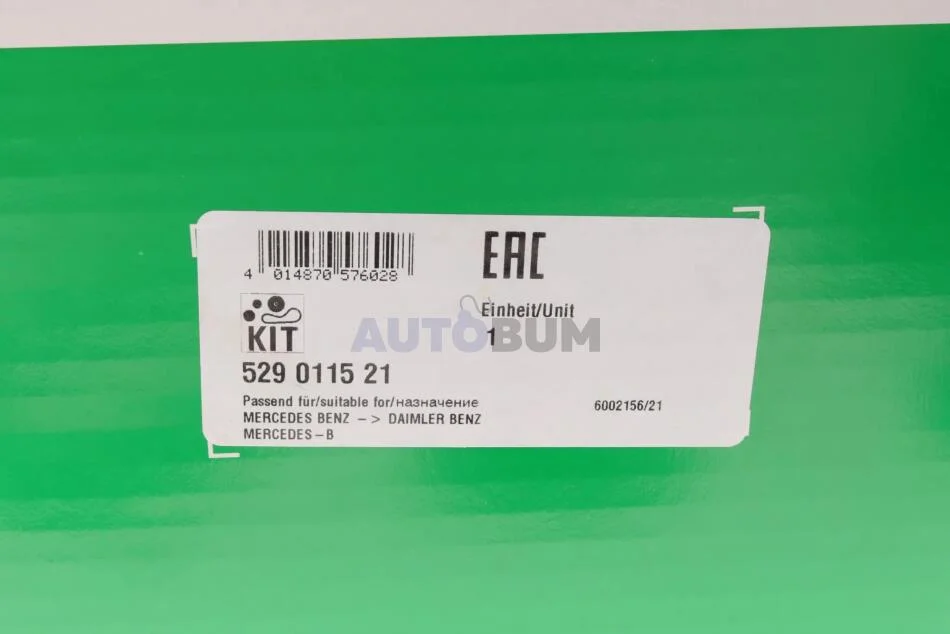 4 014870 576028
EAC
KIT
Einheit/Unit
1
AUTOBUM
529 0115 21
Passend für/suitable for/назначение
MERCEDES BENZ -> DAIMLER BENZ
MERCEDES-B
6002156/21